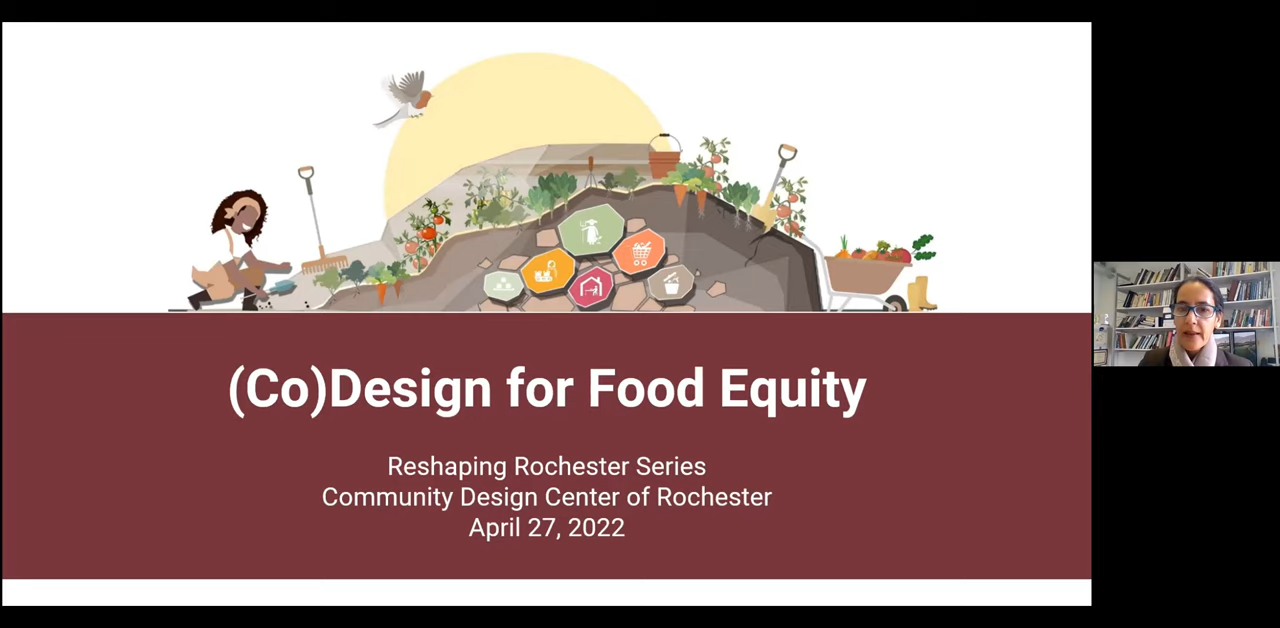 (Co)Design for Food Equity
Reshaping Rochester Series
Community Design Center of Rochester
April 27, 2022